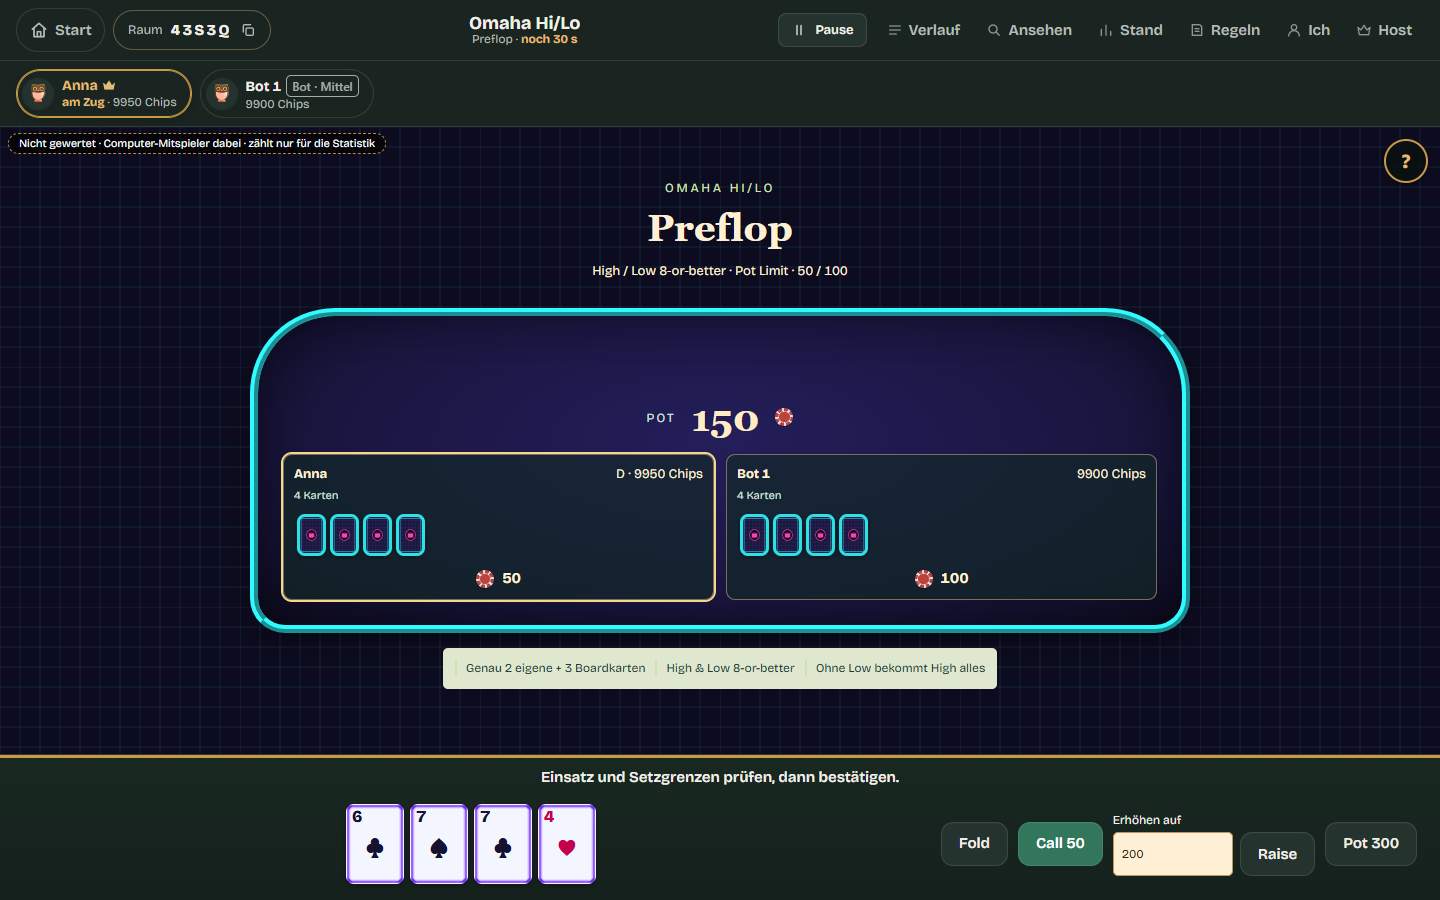 Start
Raum 43S3Q
Omaha Hi/Lo
Preflop · noch 30 s
Pause
Verlauf
Ansehen
Stand
Regeln
Ich
Host
Anna
am Zug · 9950 Chips
Bot 1 Bot · Mittel
9900 Chips
Nicht gewertet · Computer-Mitspieler dabei · zählt nur für die Statistik
?
OMAHA HI/LO
Preflop
High / Low 8-or-better · Pot Limit · 50 / 100
POT 150
Anna D · 9950 Chips
4 Karten
50
Bot 1 9900 Chips
4 Karten
100
Genau 2 eigene + 3 Boardkarten
High & Low 8-or-better
Ohne Low bekommt High alles
Einsatz und Setzgrenzen prüfen, dann bestätigen.
6
7
7
4
Fold
Call 50
Erhöhen auf
200
Raise
Pot 300